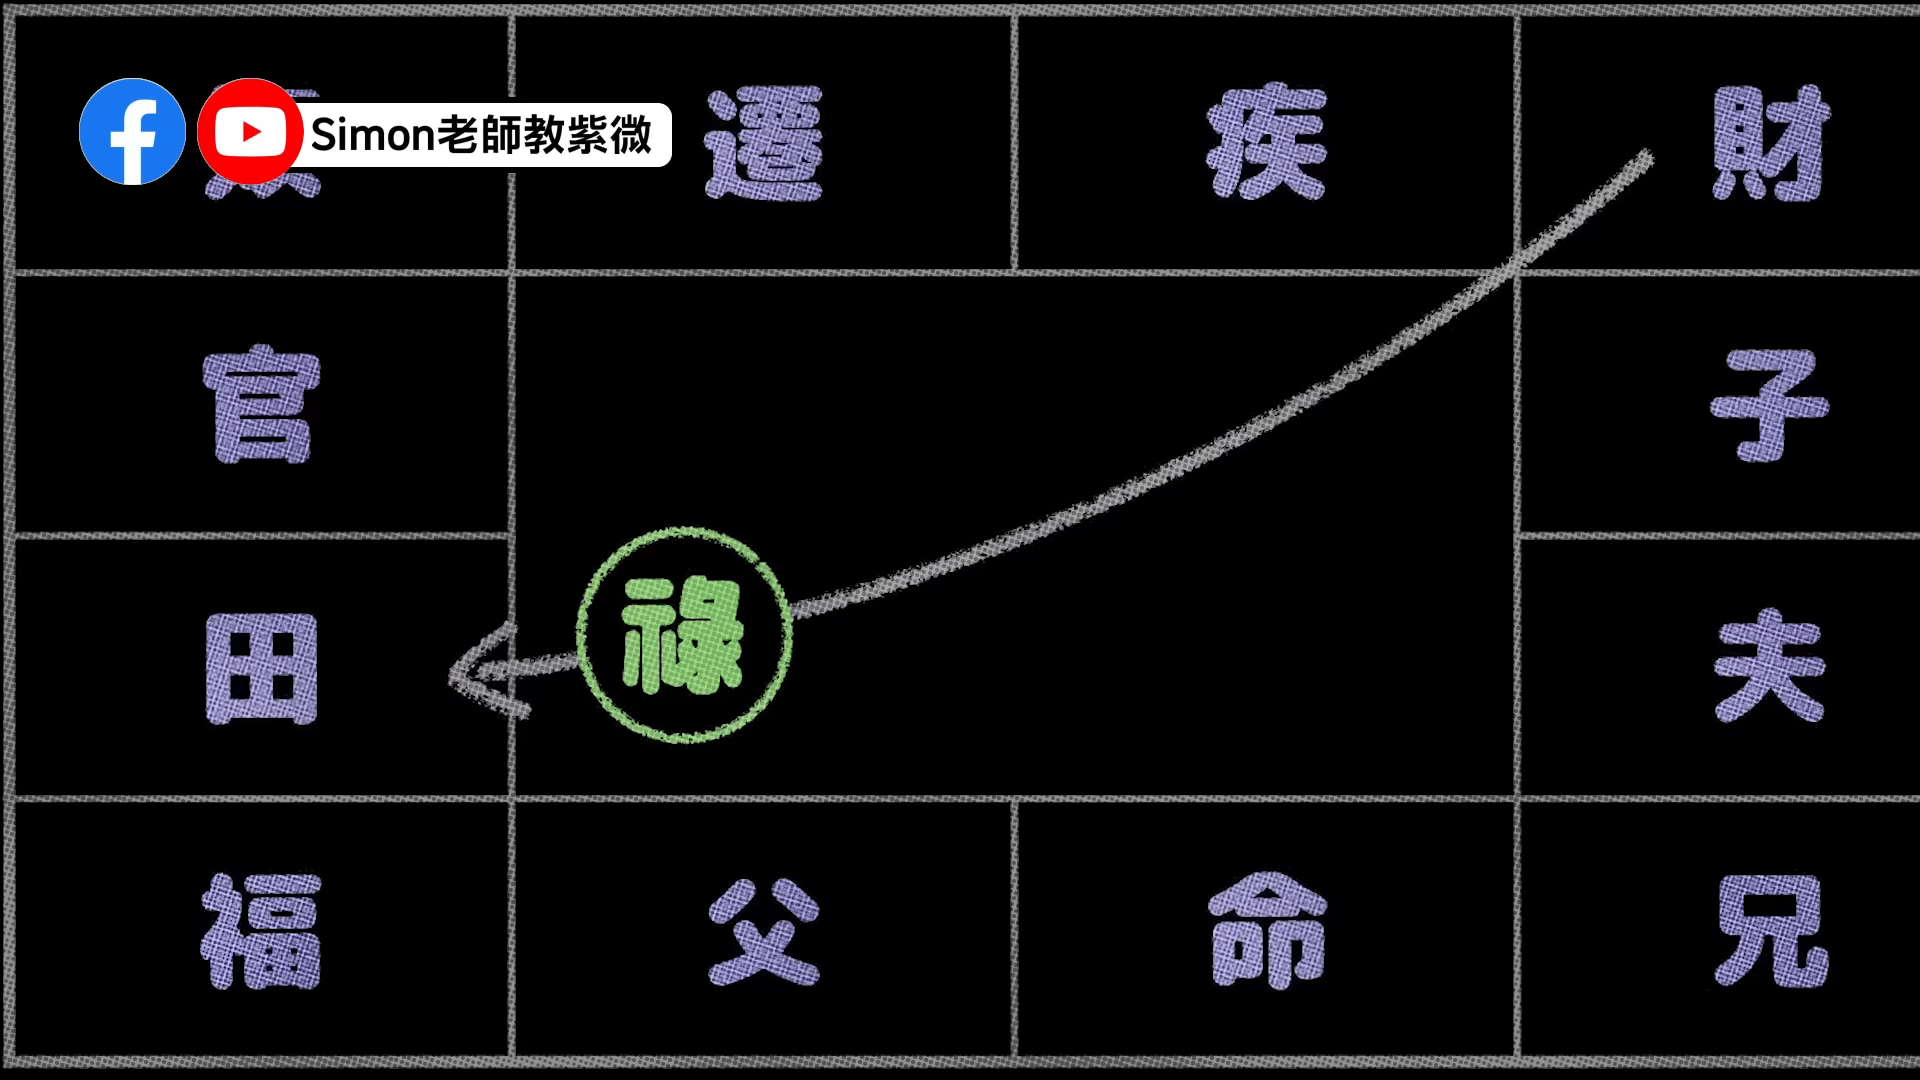 Simon老師教紫微
遷
疾
財
官
子
祿
田
夫
福
父
命
兄